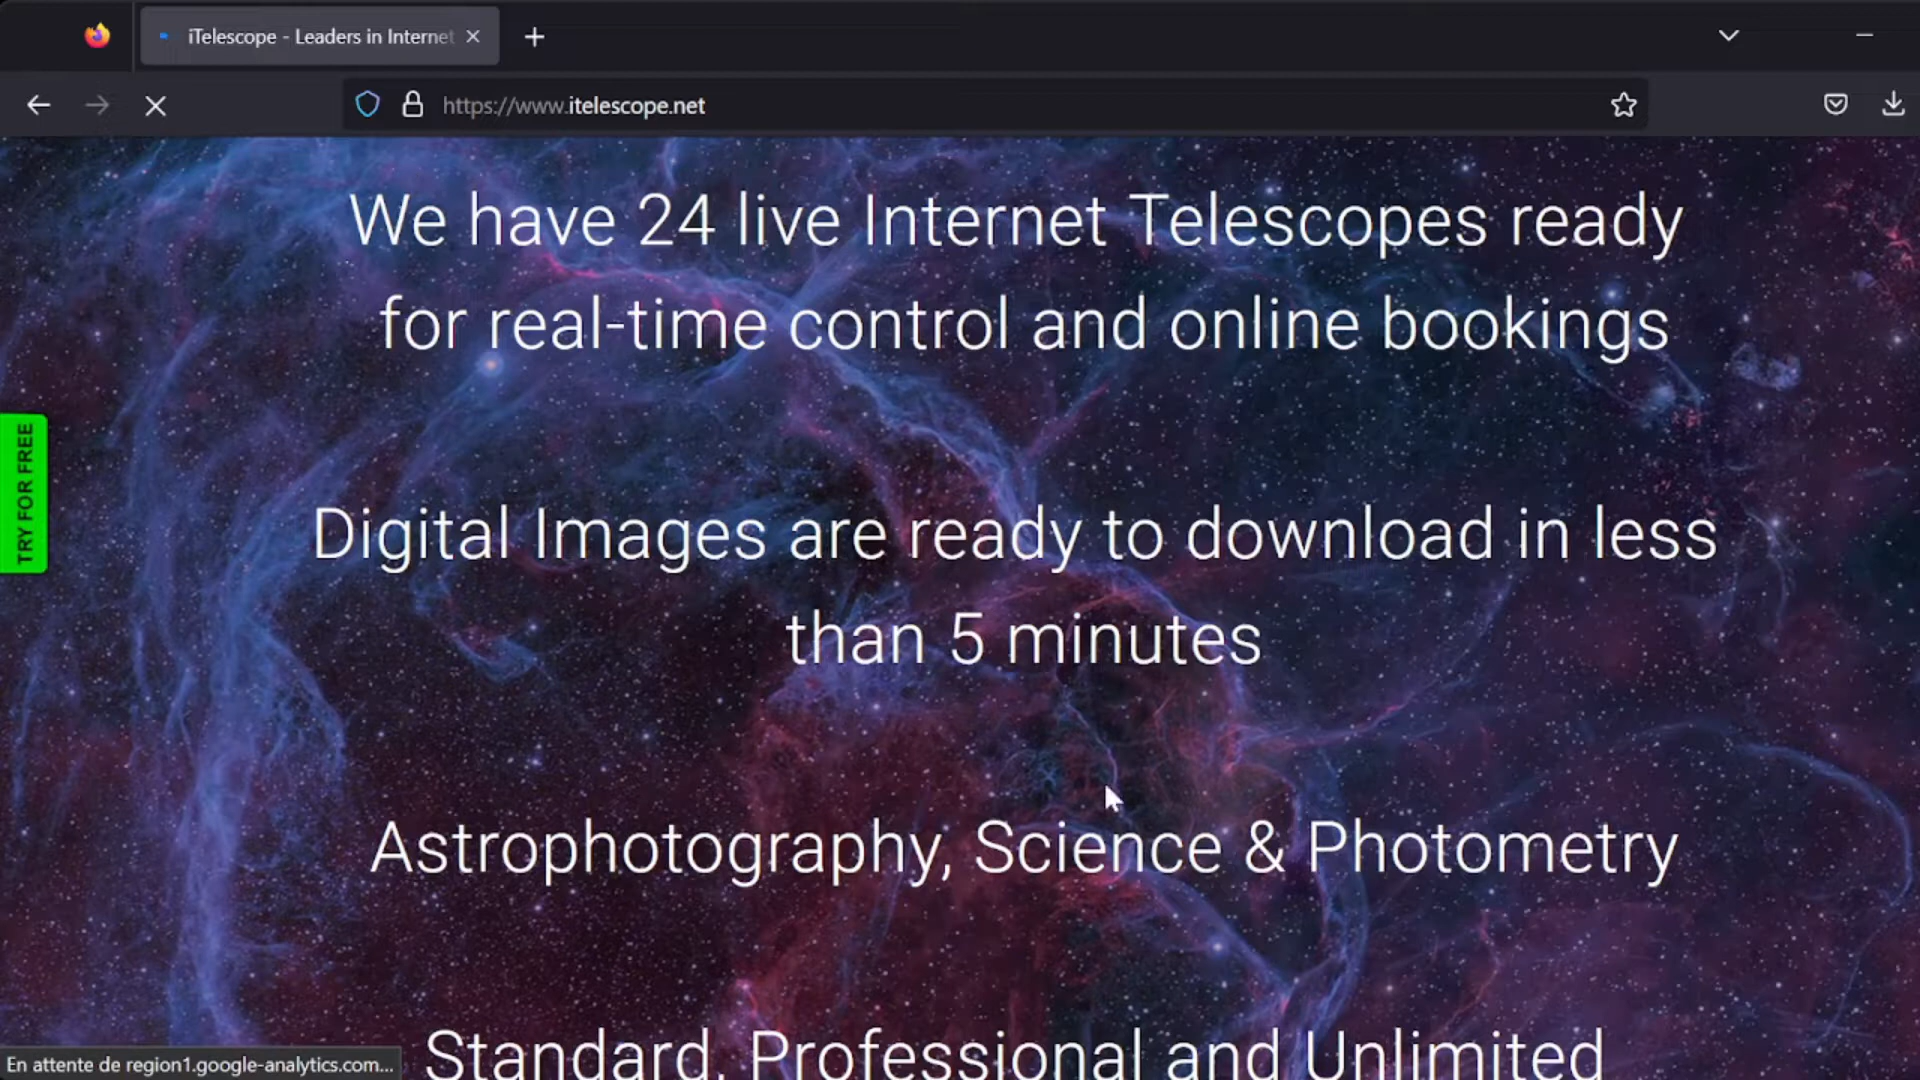 iTelescope - Leaders in Internet
https://www.itelescope.net
We have 24 live Internet Telescopes ready
for real-time control and online bookings
TRY FOR FREE
Digital Images are ready to download in less
than 5 minutes
Astrophotography, Science & Photometry
Standard, Professional and Unlimited
En attente de region1.google-analytics.com...